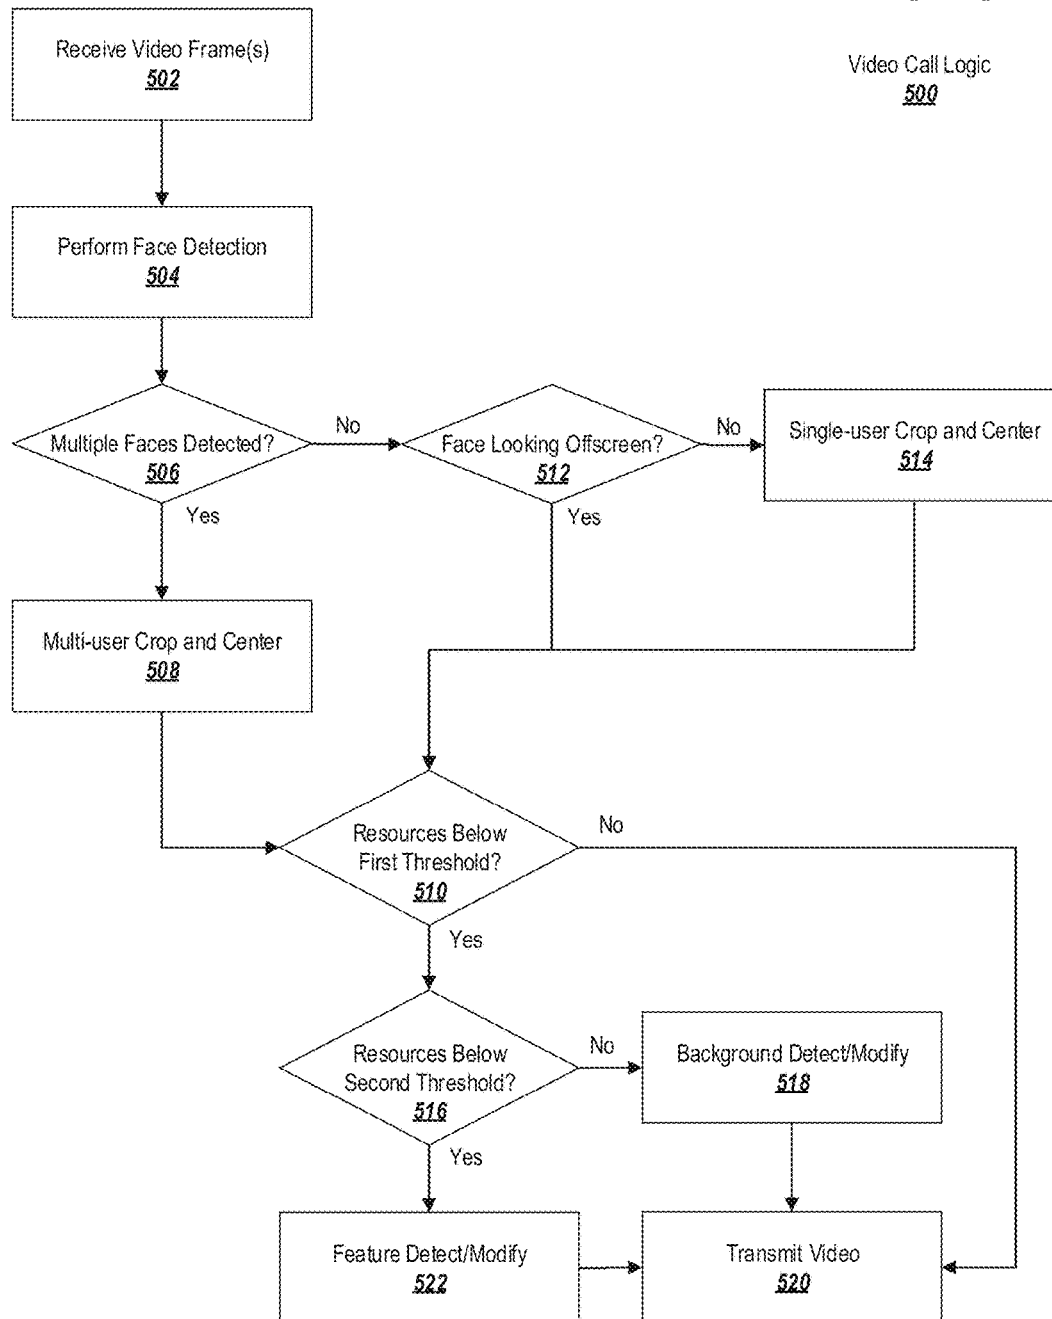 Video Call Logic
500
Receive Video Frame(s)
502
Perform Face Detection
504
Multiple Faces Detected?
506
No
Yes
Face Looking Offscreen?
512
No
Yes
Single-user Crop and Center
514
Multi-user Crop and Center
508
Resources Below
First Threshold?
510
No
Yes
Resources Below
Second Threshold?
516
No
Yes
Background Detect/Modify
518
Feature Detect/Modify
522
Transmit Video
520